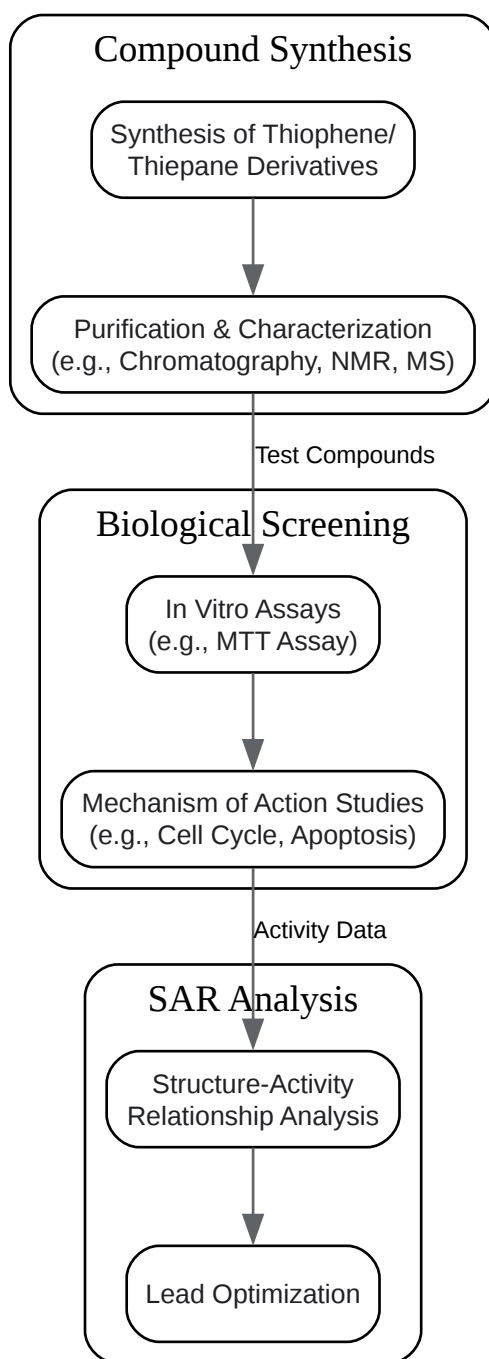 Compound Synthesis
Synthesis of Thiophene/
Thiepane Derivatives
Purification & Characterization
(e.g., Chromatography, NMR, MS)
Test Compounds
Biological Screening
In Vitro Assays
(e.g., MTT Assay)
Mechanism of Action Studies
(e.g., Cell Cycle, Apoptosis)
Activity Data
SAR Analysis
Structure-Activity
Relationship Analysis
Lead Optimization